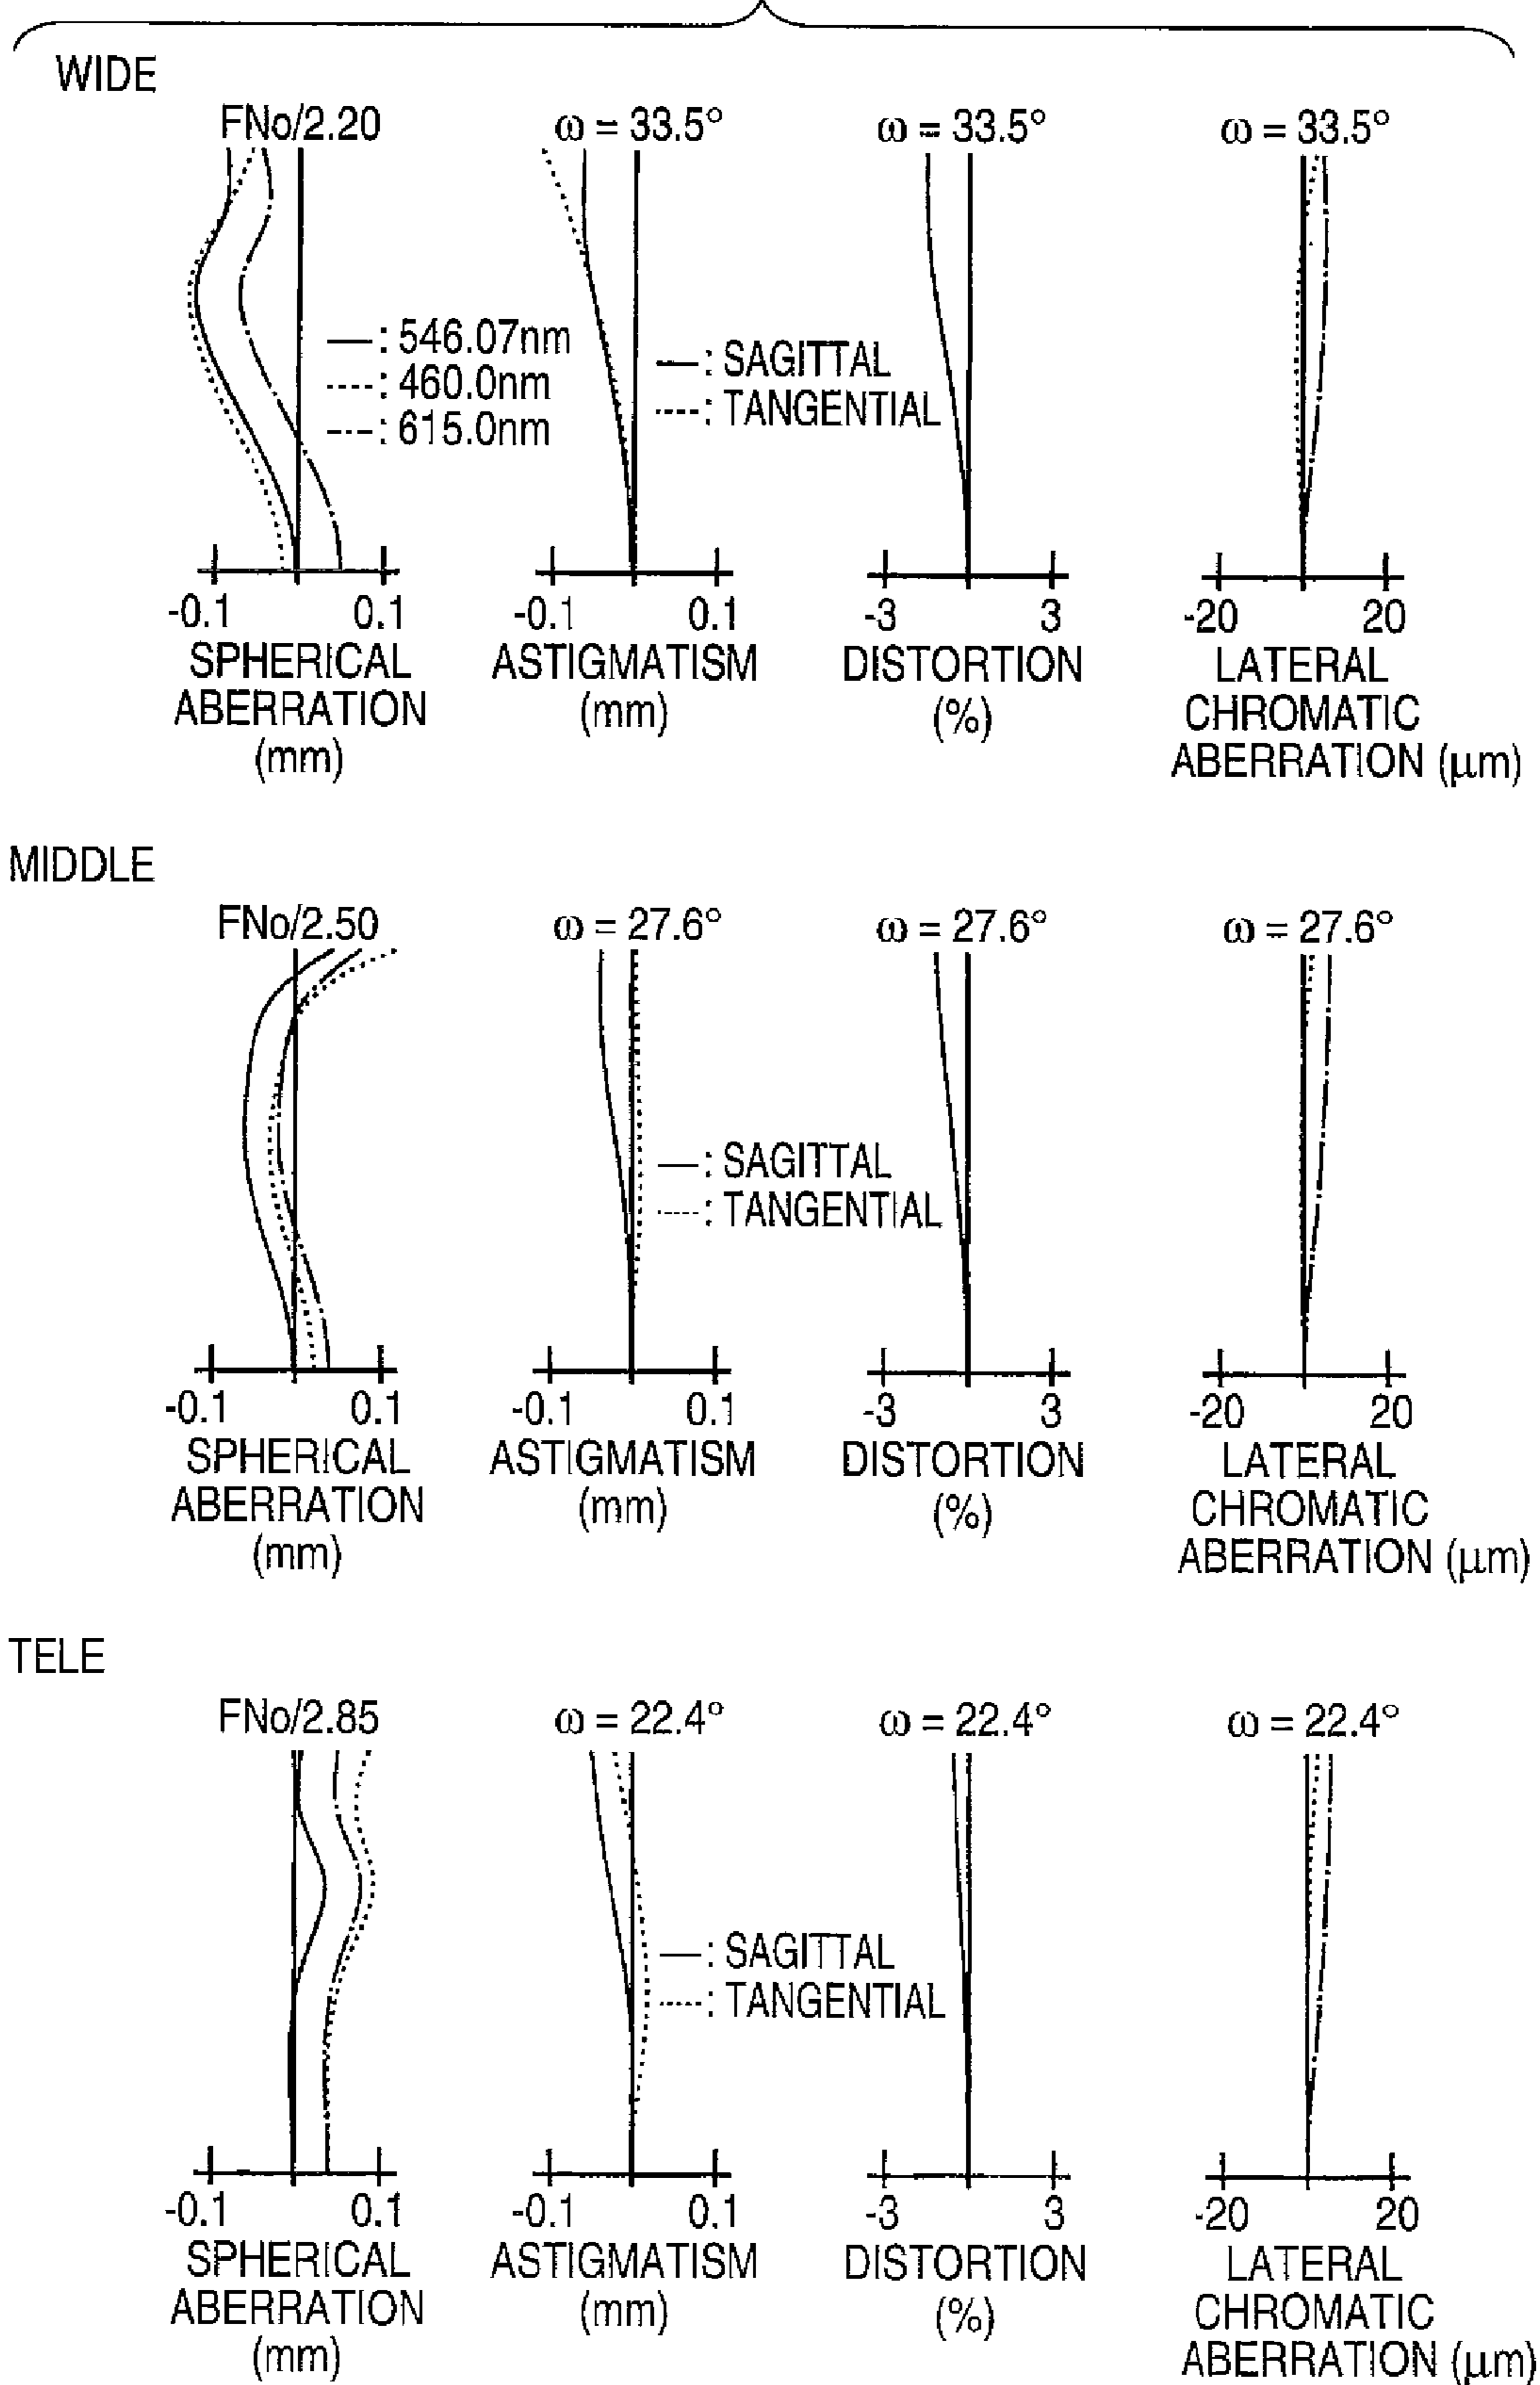 WIDE
FNo/2.20
ω = 33.5°
ω = 33.5°
ω = 33.5°
: 546.07nm
: 460.0nm
: 615.0nm
: SAGITTAL
: TANGENTIAL
-0.1 0.1
SPHERICAL
ABERRATION
(mm)
-0.1 0.1
ASTIGMATISM
(mm)
-3 3
DISTORTION
(%)
-20 20
LATERAL
CHROMATIC
ABERRATION (μm)
MIDDLE
FNo/2.50
ω = 27.6°
ω = 27.6°
ω = 27.6°
: SAGITTAL
: TANGENTIAL
-0.1 0.1
SPHERICAL
ABERRATION
(mm)
-0.1 0.1
ASTIGMATISM
(mm)
-3 3
DISTORTION
(%)
-20 20
LATERAL
CHROMATIC
ABERRATION (μm)
TELE
FNo/2.85
ω = 22.4°
ω = 22.4°
ω = 22.4°
: SAGITTAL
: TANGENTIAL
-0.1 0.1
SPHERICAL
ABERRATION
(mm)
-0.1 0.1
ASTIGMATISM
(mm)
-3 3
DISTORTION
(%)
-20 20
LATERAL
CHROMATIC
ABERRATION (μm)